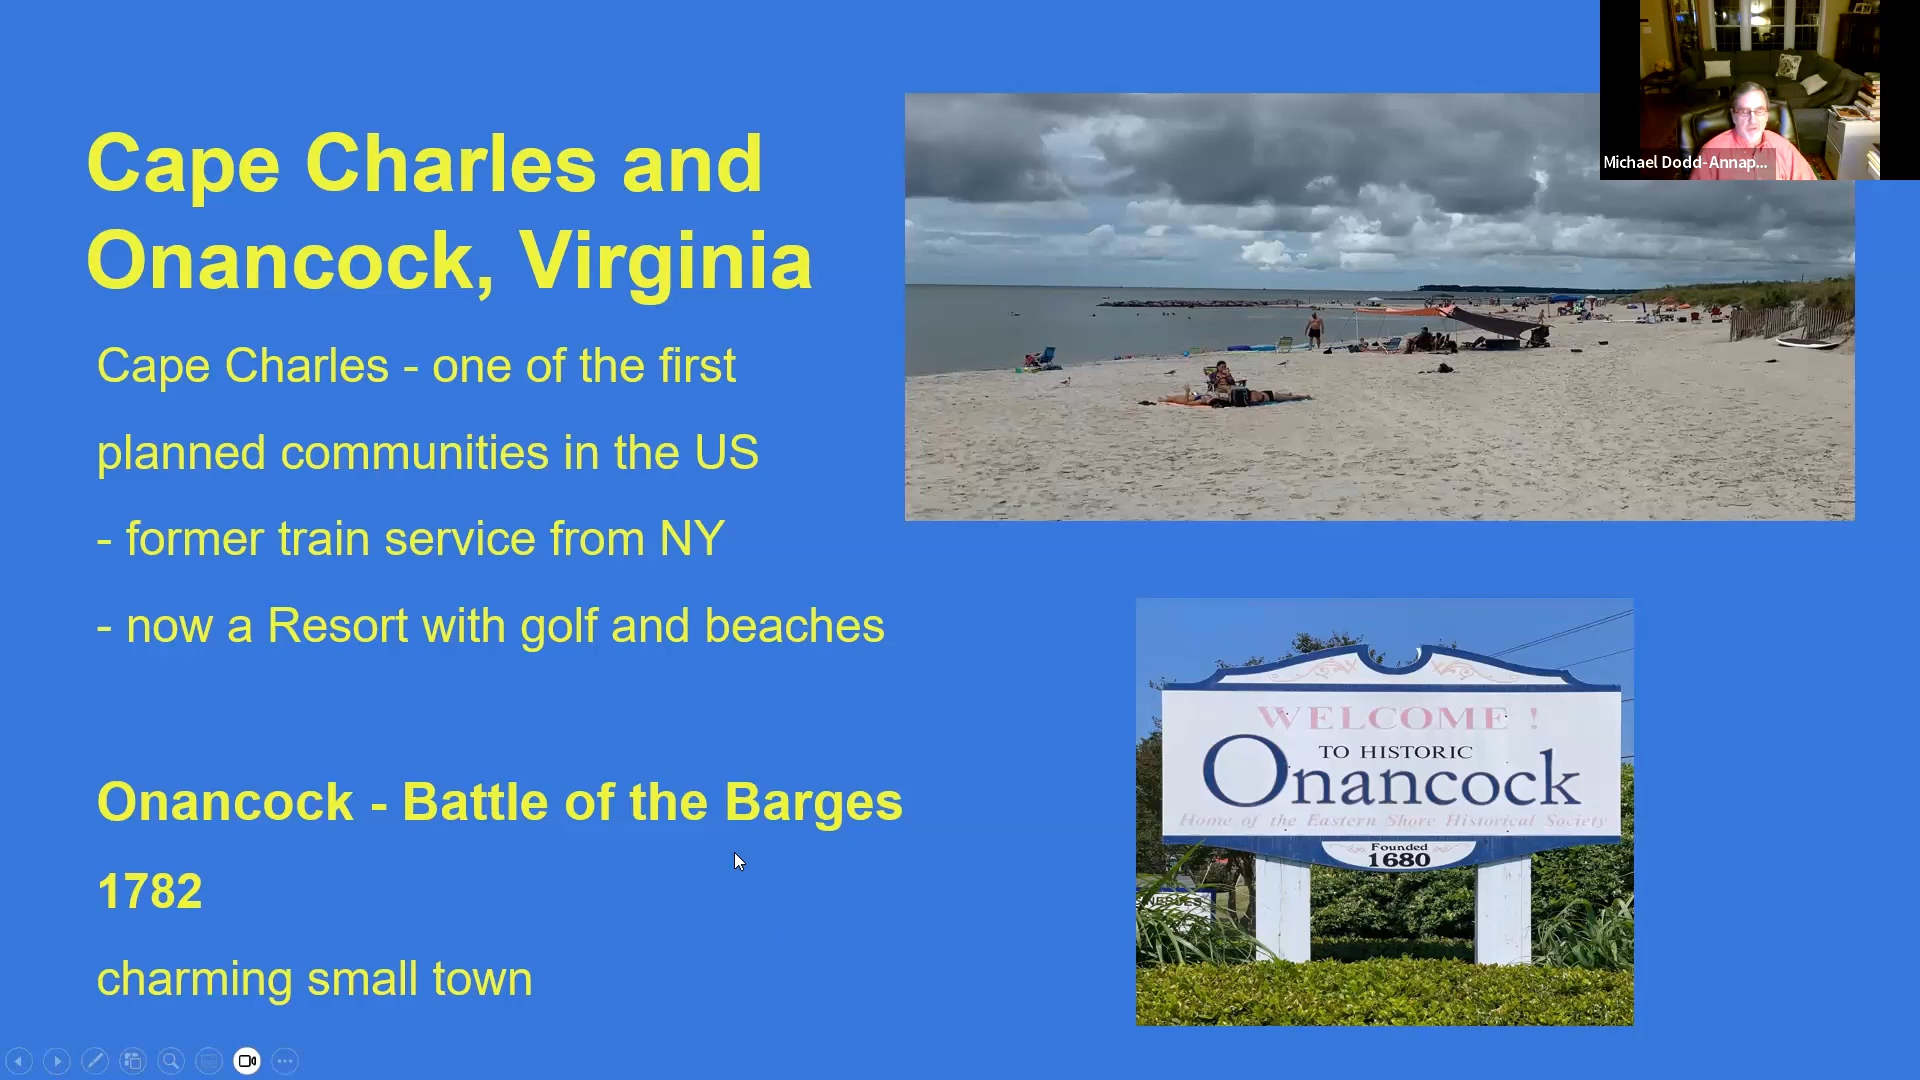 Cape Charles and
Onancock, Virginia
Cape Charles - one of the first
planned communities in the US
- former train service from NY
- now a Resort with golf and beaches
Onancock - Battle of the Barges
1782
charming small town
Michael Dodd-Annap...
WELCOME !
TO HISTORIC
Onancock
Home of the Eastern Shore Historical Society
Founded
1680